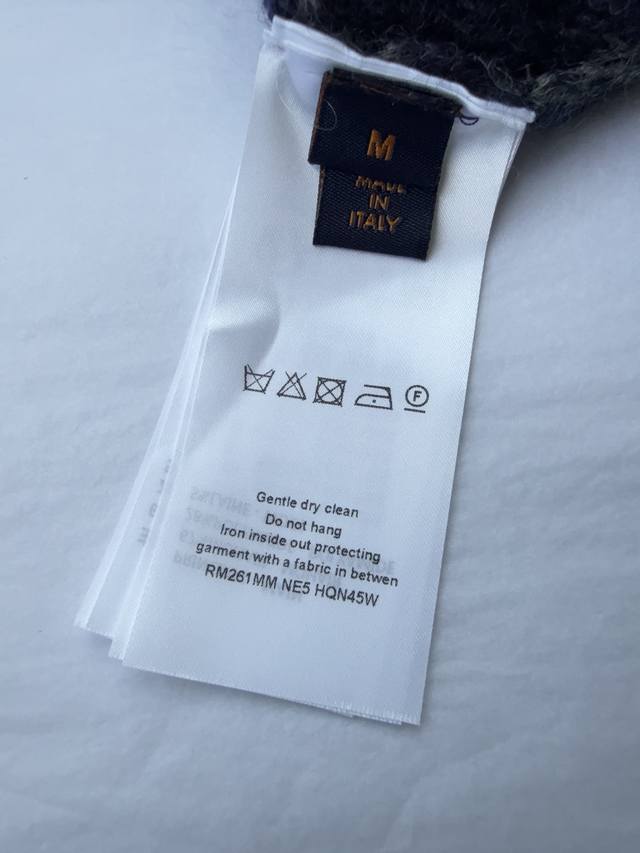 M
MADE
IN
ITALY
F
Gentle dry clean
Do not hang
Iron inside out protecting
garment with a fabric in betwen
RM261MM NE5 HQN45W